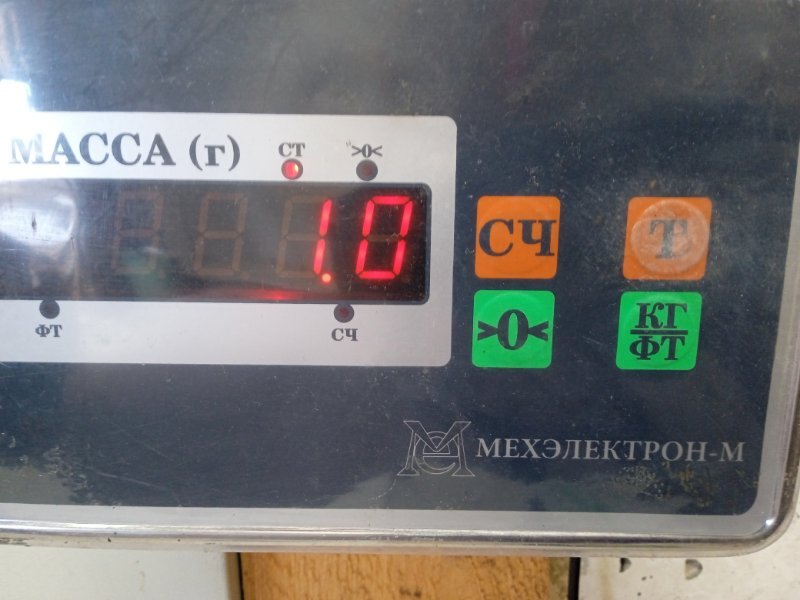 МАССА (г)
СТ
>0<
1.0
ФТ
СЧ
СЧ
Т
>0<
КГ
ФТ
МЕХЭЛЕКТРОН-М